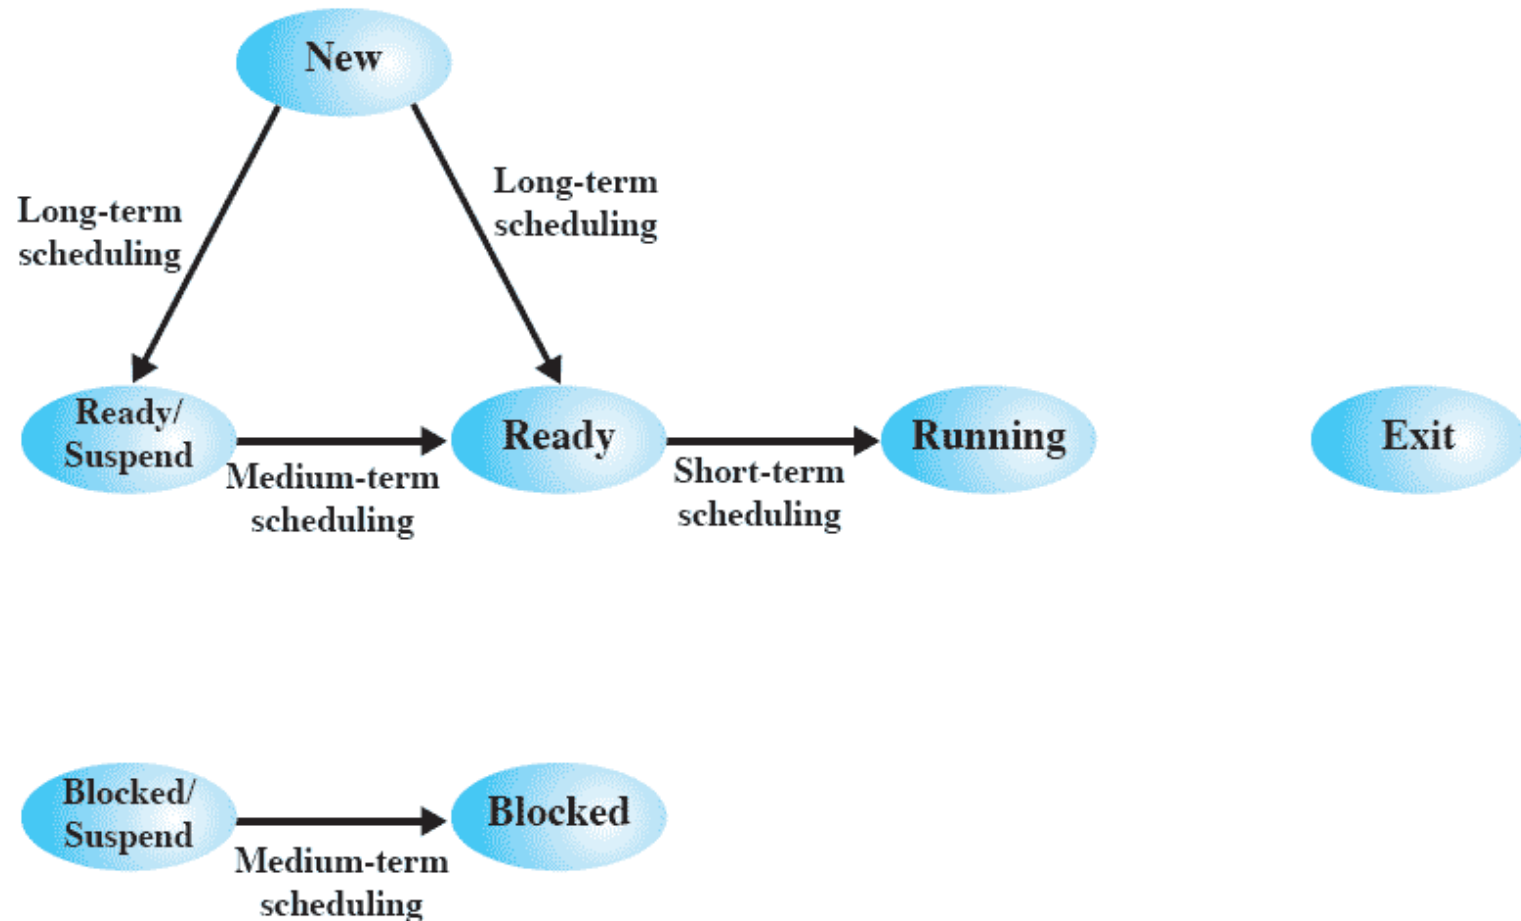 New
Long-term
scheduling
Long-term
scheduling
Ready/
Suspend
Medium-term
scheduling
Ready
Short-term
scheduling
Running
Exit
Blocked/
Suspend
Medium-term
scheduling
Blocked